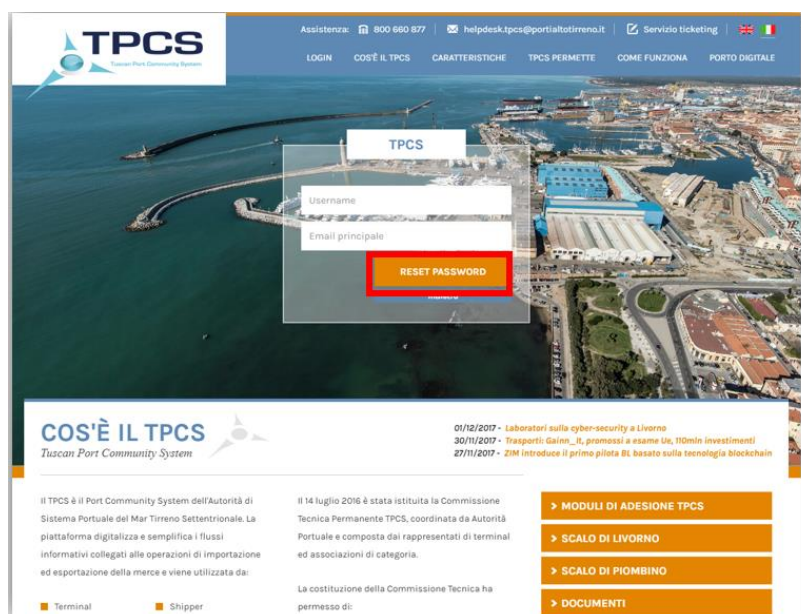 TPCS
Tuscan Port Community System
Assistenza: 800 660 877 | helpdesk.tpcs@portialtotirreno.it | Servizio ticketing
LOGIN COS'È IL TPCS CARATTERISTICHE TPCS PERMETTE COME FUNZIONA PORTO DIGITALE
TPCS
Username
Email principale
RESET PASSWORD
COS'È IL TPCS
Tuscan Port Community System
01/12/2017 - Laboratori sulla cyber-security a Livorno
30/11/2017 - Trasporti: Gainn_it, promossi a esame Ue, 110mln investimenti
27/11/2017 - ZIM introduce il primo pilota BL basato sulla tecnologia blockchain
Il TPCS è il Port Community System dell'Autorità di
Sistema Portuale del Mar Tirreno Settentrionale. La
piattaforma digitalizza e semplifica i flussi
informativi collegati alle operazioni di importazione
ed esportazione della merce e viene utilizzata da:
Terminal
Shipper
Il 14 luglio 2016 è stata istituita la Commissione
Tecnica Permanente TPCS, coordinata da Autorità
Portuale e composta dai rappresentati di terminal
ed associazioni di categoria.
La costituzione della Commissione Tecnica ha
permesso di:
> MODULI DI ADESIONE TPCS
> SCALO DI LIVORNO
> SCALO DI PIOMBINO
> DOCUMENTI